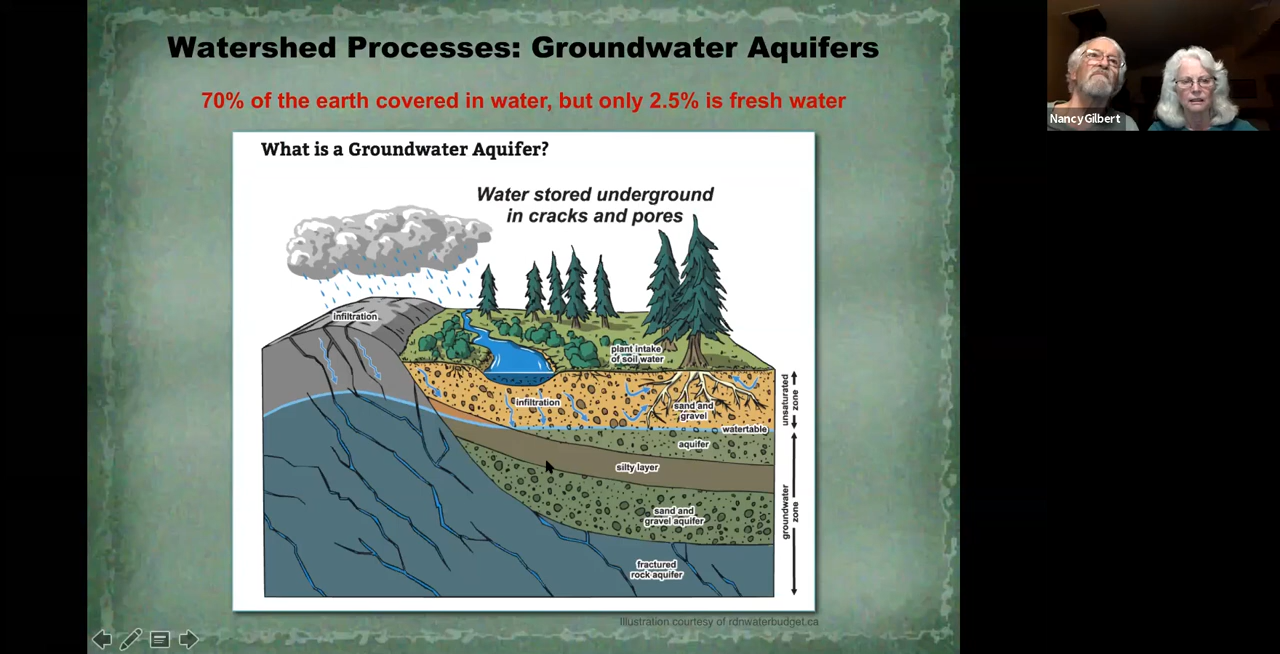 Watershed Processes: Groundwater Aquifers
70% of the earth covered in water, but only 2.5% is fresh water
What is a Groundwater Aquifer?
Water stored underground
in cracks and pores
infiltration
plant intake
of soil water
infiltration
sand and
gravel
unsaturated
zone
watertable
aquifer
silty layer
sand and
gravel aquifer
groundwater
zone
fractured
rock aquifer
Illustration courtesy of rdnwaterbudget.ca
NancyGilbert